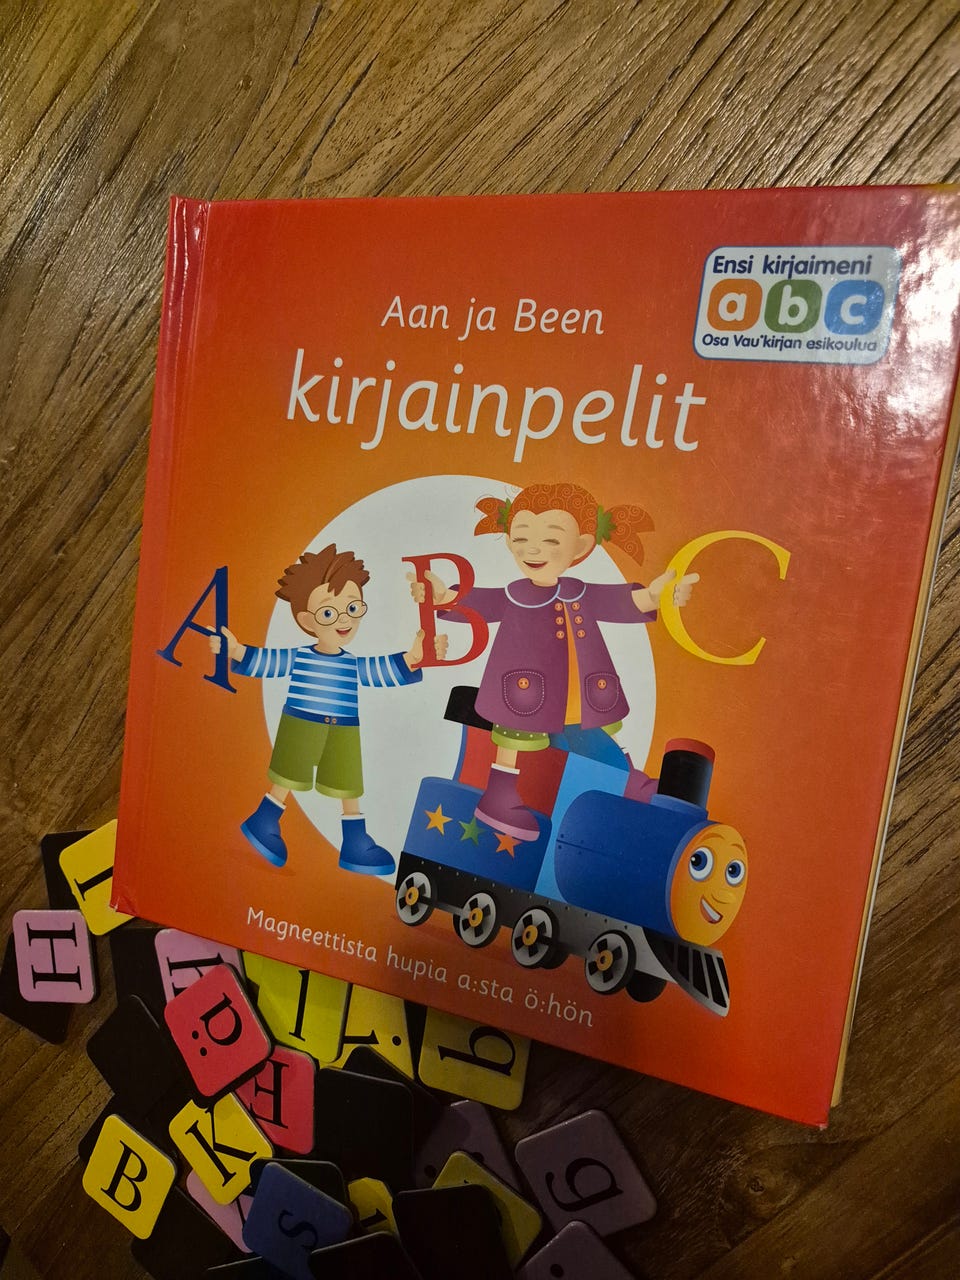 Ensi kirjaimeni
abc
Osa Vau'kirjan esikoulua
Aan ja Been
kirjainpelit
A B C
Magneettista hupia a:sta ö:hön
H
ä
l
b
E
K
B
g
s